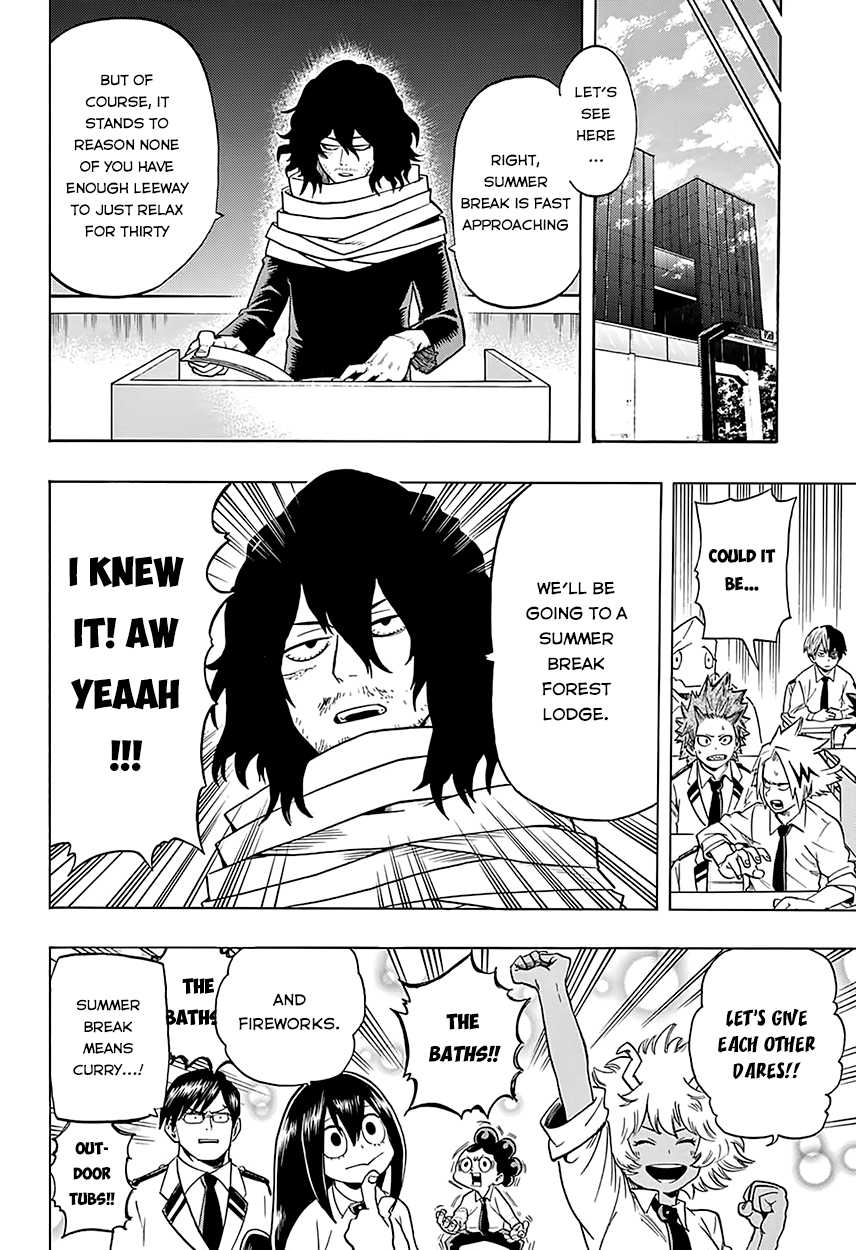 LET'S
SEE
HERE
...
RIGHT,
SUMMER
BREAK IS FAST
APPROACHING
BUT OF
COURSE, IT
STANDS TO
REASON NONE
OF YOU HAVE
ENOUGH LEEWAY
TO JUST RELAX
FOR THIRTY
COULD IT
BE...
WE'LL BE
GOING TO A
SUMMER
BREAK
FOREST
LODGE.
I KNEW
IT! AW
YEAAH
!!!
LET'S GIVE
EACH OTHER
DARES!!
THE
BATHS!!
AND
FIREWORKS.
THE
BATHS
SUMMER
BREAK
MEANS
CURRY...!
OUT-
DOOR
TUBS!!